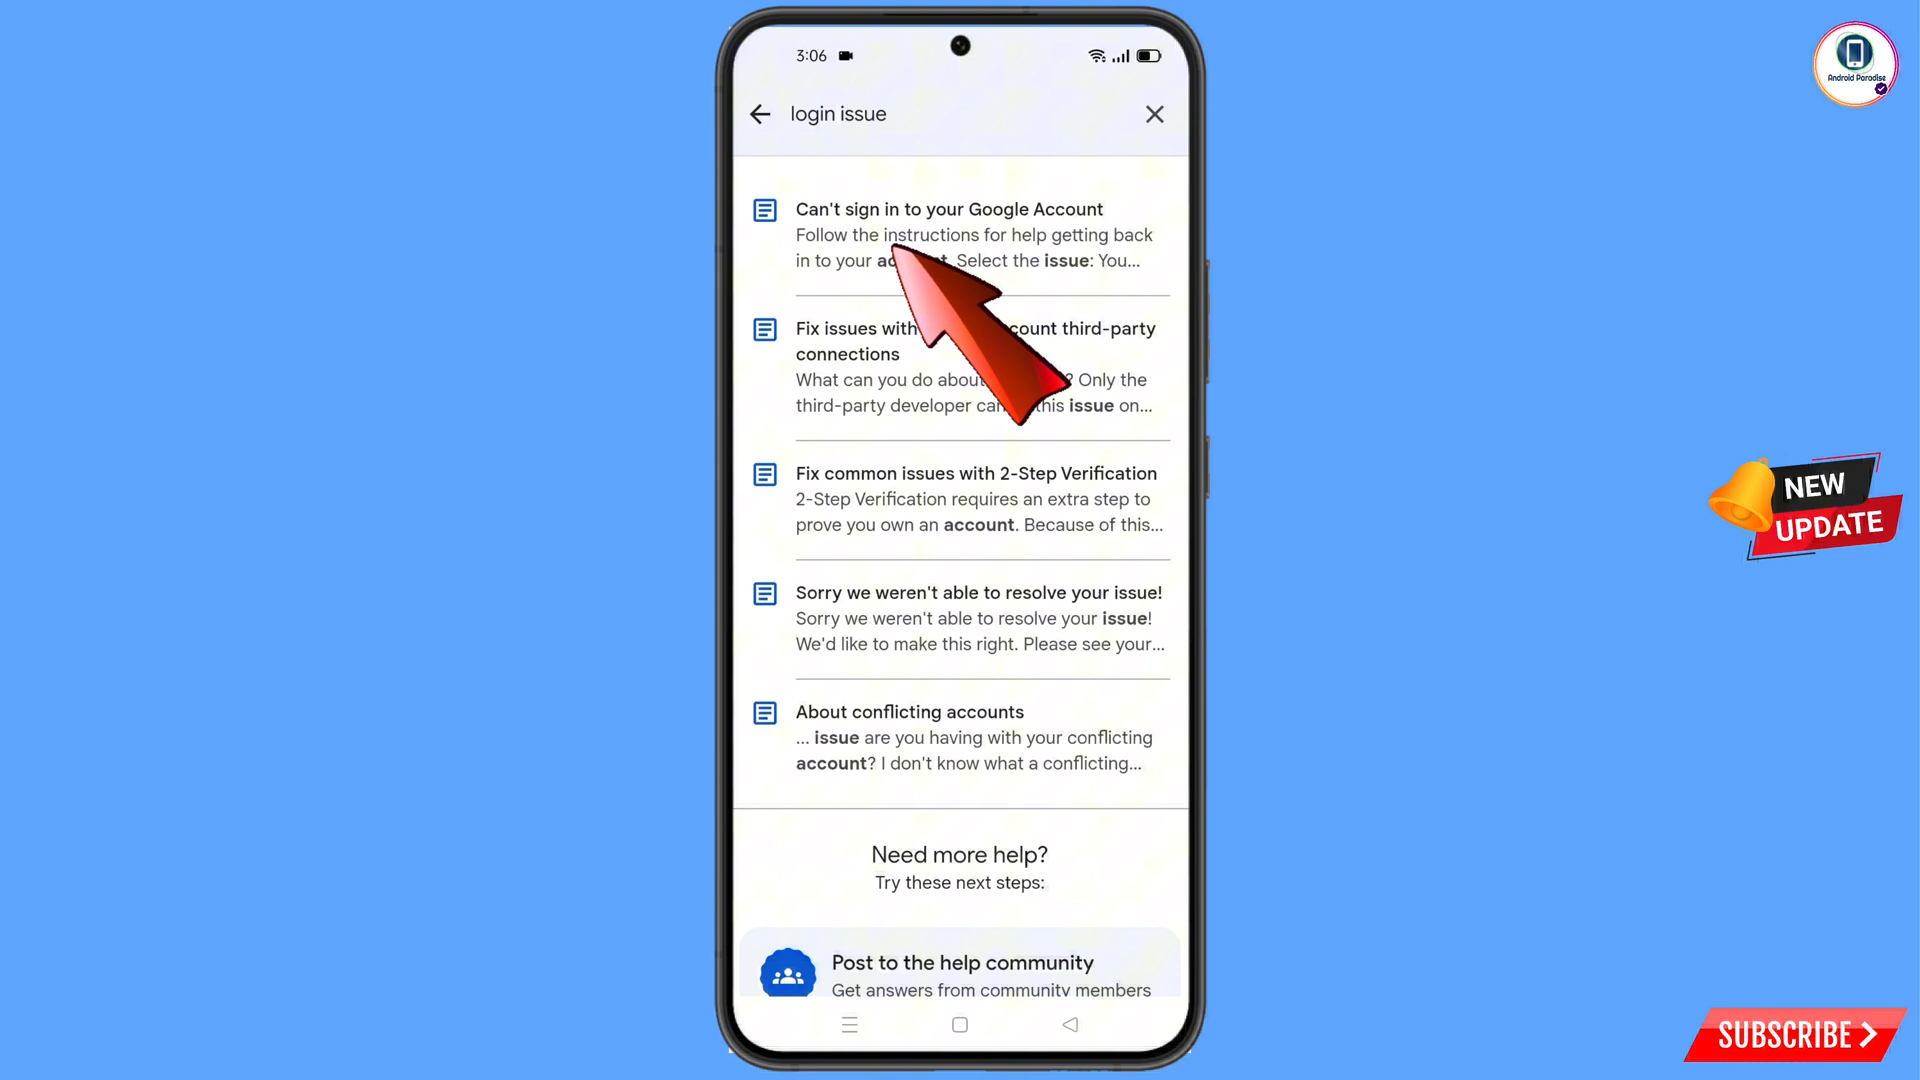 3:06
Android Paradise
login issue
Can't sign in to your Google Account
Follow the instructions for help getting back
in to your Select the issue: You...
Fix issues with count third-party
connections
What can you do about ? Only the
third-party developer can this issue on...
Fix common issues with 2-Step Verification
2-Step Verification requires an extra step to
prove you own an account. Because of this...
NEW
UPDATE
Sorry we weren't able to resolve your issue!
Sorry we weren't able to resolve your issue!
We'd like to make this right. Please see your...
About conflicting accounts
... issue are you having with your conflicting
account? I don't know what a conflicting...
Need more help?
Try these next steps:
Post to the help community
Get answers from community members
SUBSCRIBE